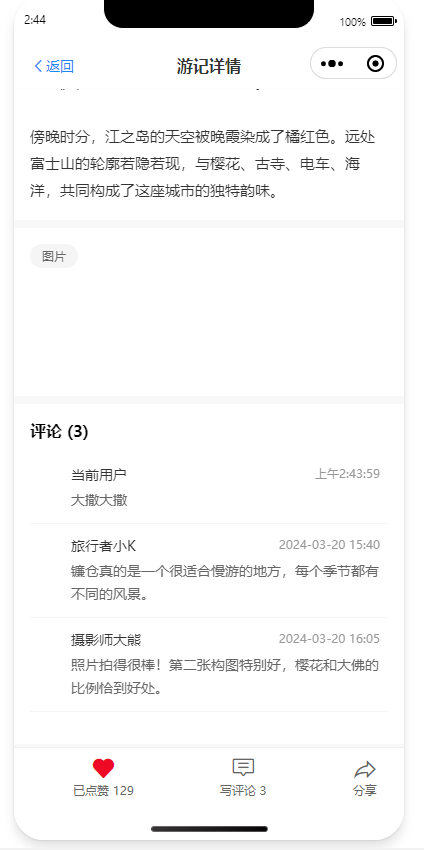 2:44
100%
返回
游记详情
傍晚时分，江之岛的天空被晚霞染成了橘红色。远处
富士山的轮廓若隐若现，与樱花、古寺、电车、海
洋，共同构成了这座城市的独特韵味。
图片
评论 (3)
当前用户
上午2:43:59
大撒大撒
旅行者小K
2024-03-20 15:40
镰仓真的是一个很适合慢游的地方，每个季节都有
不同的风景。
摄影师大熊
2024-03-20 16:05
照片拍得很棒！第二张构图特别好，樱花和大佛的
比例恰到好处。
已点赞 129
写评论 3
分享